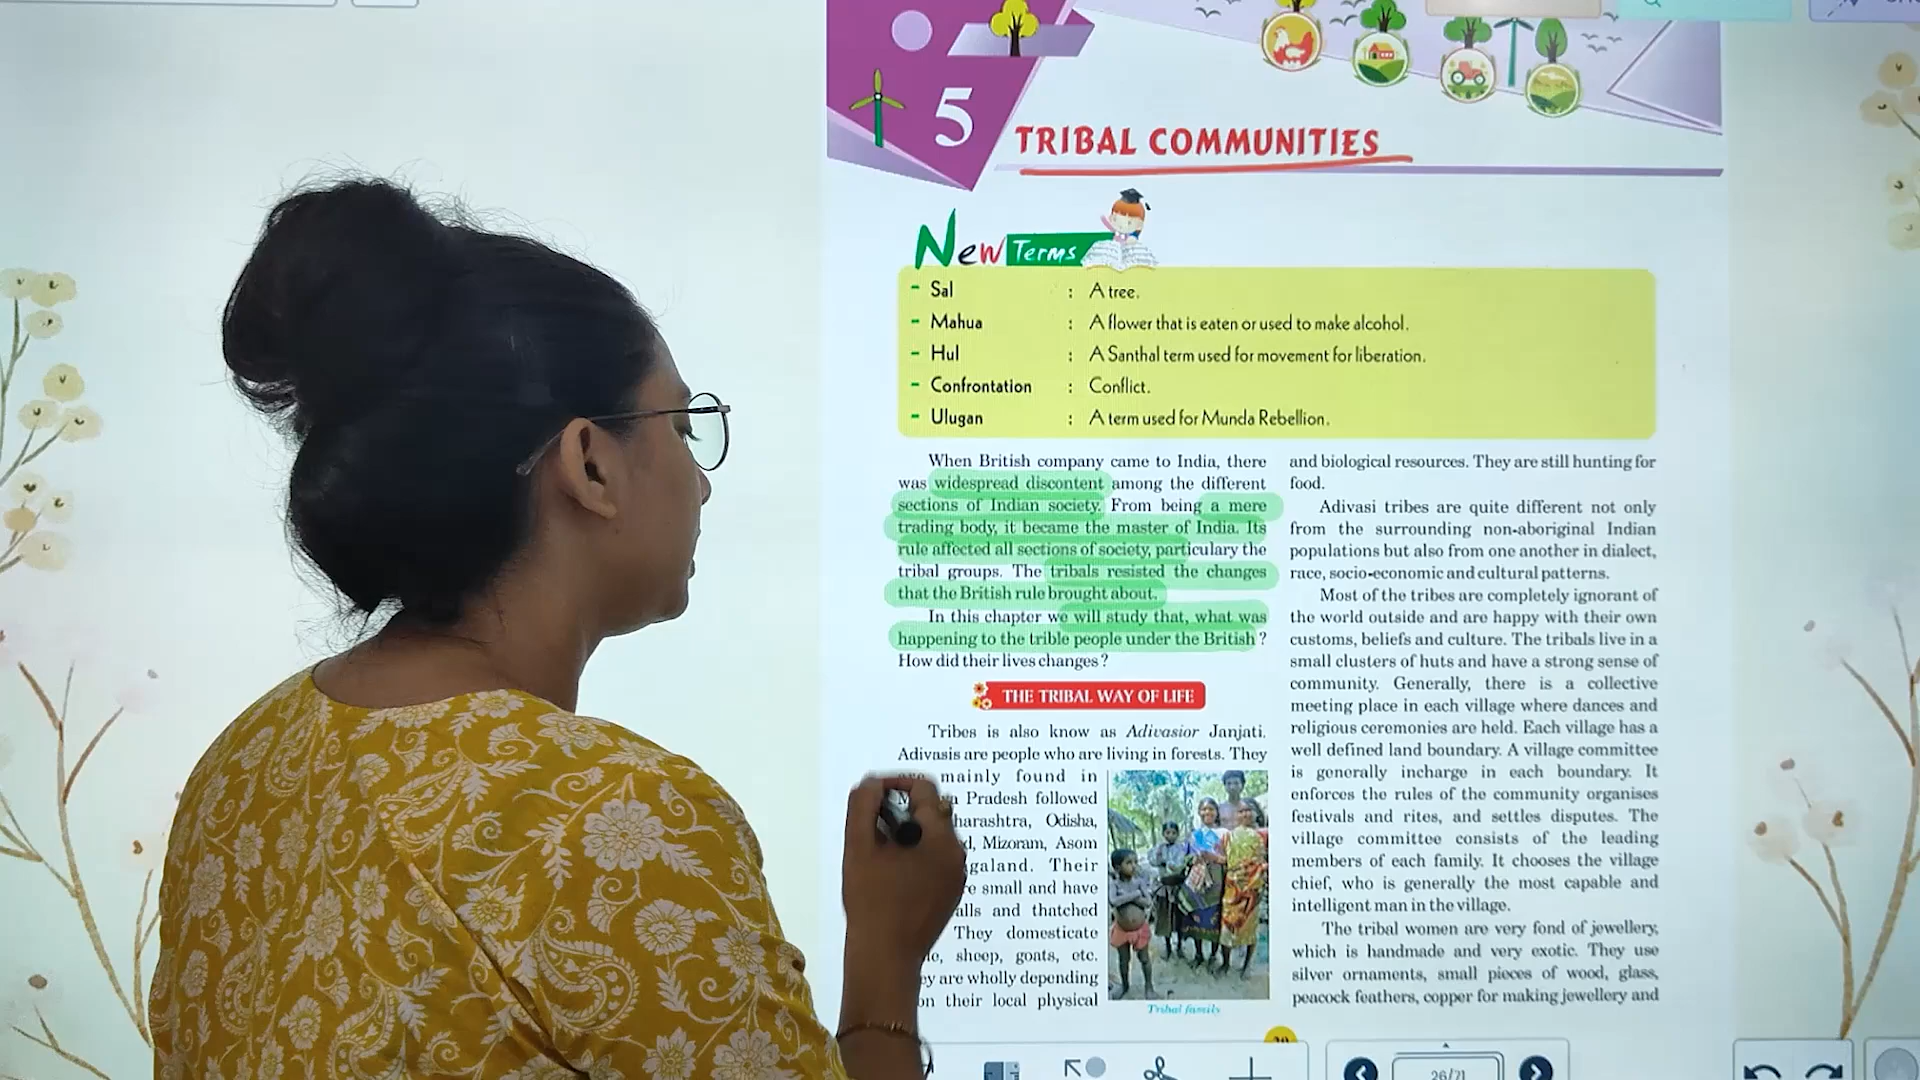 5
TRIBAL COMMUNITIES
New Terms
- Sal : A tree.
- Mahua : A flower that is eaten or used to make alcohol.
- Hul : A Santhal term used for movement for liberation.
- Confrontation : Conflict.
- Ulugan : A term used for Munda Rebellion.
When British company came to India, there
was widespread discontent among the different
sections of Indian society. From being a mere
trading body, it became the master of India. Its
rule affected all sections of society, particulary the
tribal groups. The tribals resisted the changes
that the British rule brought about.
In this chapter we will study that, what was
happening to the trible people under the British ?
How did their lives changes ?
THE TRIBAL WAY OF LIFE
Tribes is also know as Adivasior Janjati.
Adivasis are people who are living in forests. They
mainly found in
Pradesh followed
Odisha,
Mizoram, Asom
Their
small and have
and thatched
They domesticate
sheep, goats, etc.
are wholly depending
their local physical
Tribal family
and biological resources. They are still hunting for
food.
Adivasi tribes are quite different not only
from the surrounding non-aboriginal Indian
populations but also from one another in dialect,
race, socio-economic and cultural patterns.
Most of the tribes are completely ignorant of
the world outside and are happy with their own
customs, beliefs and culture. The tribals live in a
small clusters of huts and have a strong sense of
community. Generally, there is a collective
meeting place in each village where dances and
religious ceremonies are held. Each village has a
well defined land boundary. A village committee
is generally incharge in each boundary. It
enforces the rules of the community organises
festivals and rites, and settles disputes. The
village committee consists of the leading
members of each family. It chooses the village
chief, who is generally the most capable and
intelligent man in the village.
The tribal women are very fond of jewellery,
which is handmade and very exotic. They use
silver ornaments, small pieces of wood, glass,
peacock feathers, copper for making jewellery and
26/71